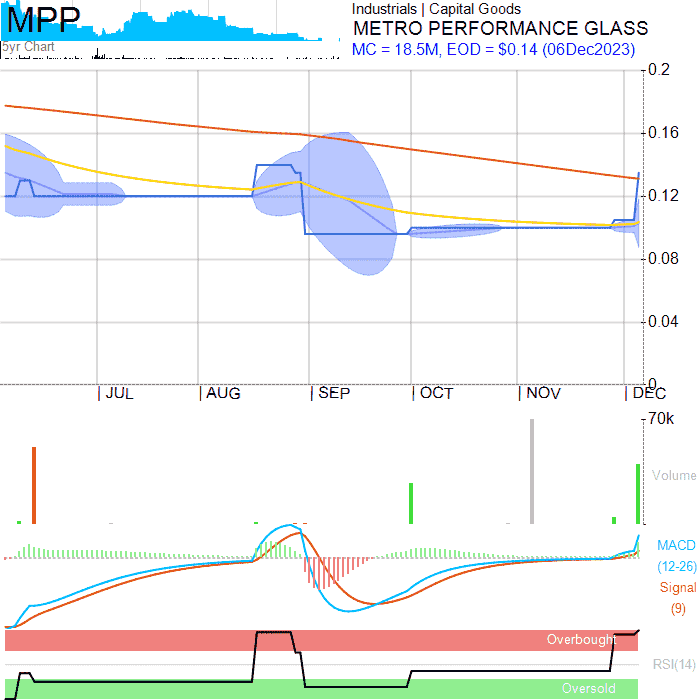 MPP
5yr Chart
Industrials | Capital Goods
METRO PERFORMANCE GLASS
MC = 18.5M, EOD = $0.14 (06Dec2023)
0.2
0.16
0.12
0.08
0.04
0
JUL AUG SEP OCT NOV DEC
70k
Volume
MACD
(12-26)
Signal
(9)
Overbought
RSI(14)
Oversold